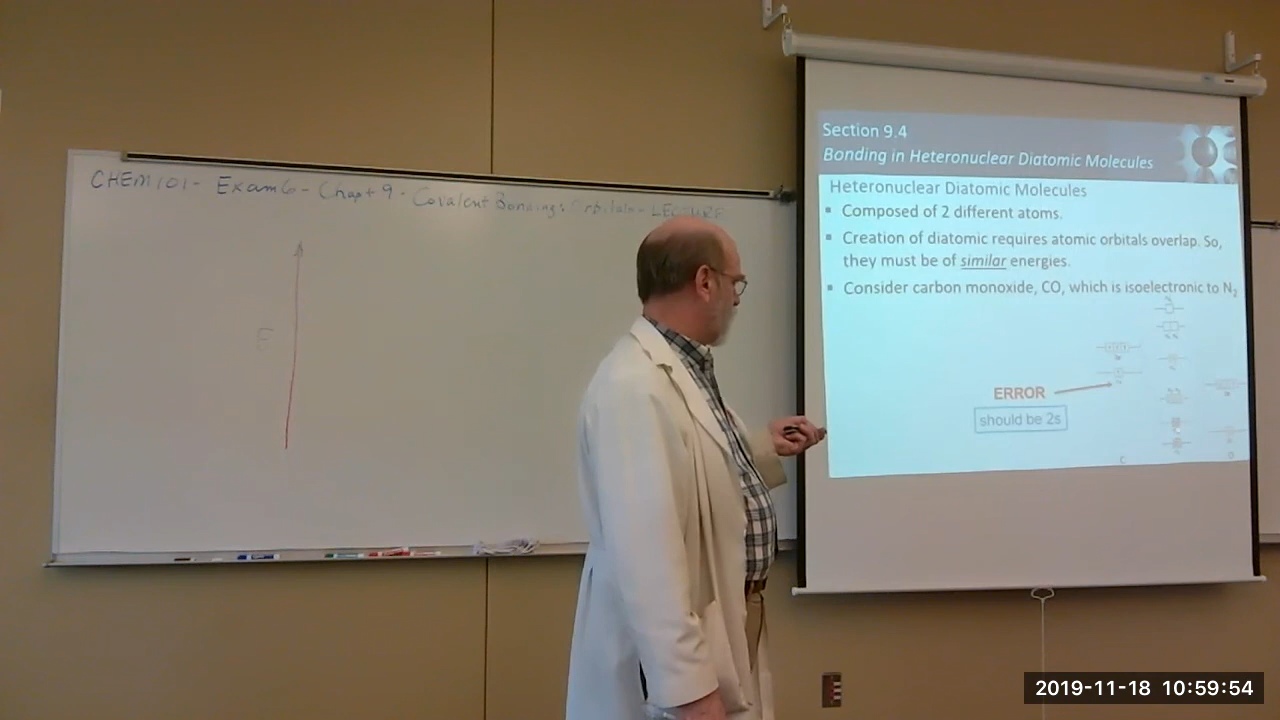 CHEM101 - Exam 6 - Chapt 9 - Covalent Bonding: Orbitals - LECTURE
E
Section 9.4
Bonding in Heteronuclear Diatomic Molecules
Heteronuclear Diatomic Molecules
▪ Composed of 2 different atoms.
▪ Creation of diatomic requires atomic orbitals overlap. So,
they must be of similar energies.
▪ Consider carbon monoxide, CO, which is isoelectronic to N₂
ERROR
should be 2s
C
O
2019-11-18 10:59:54